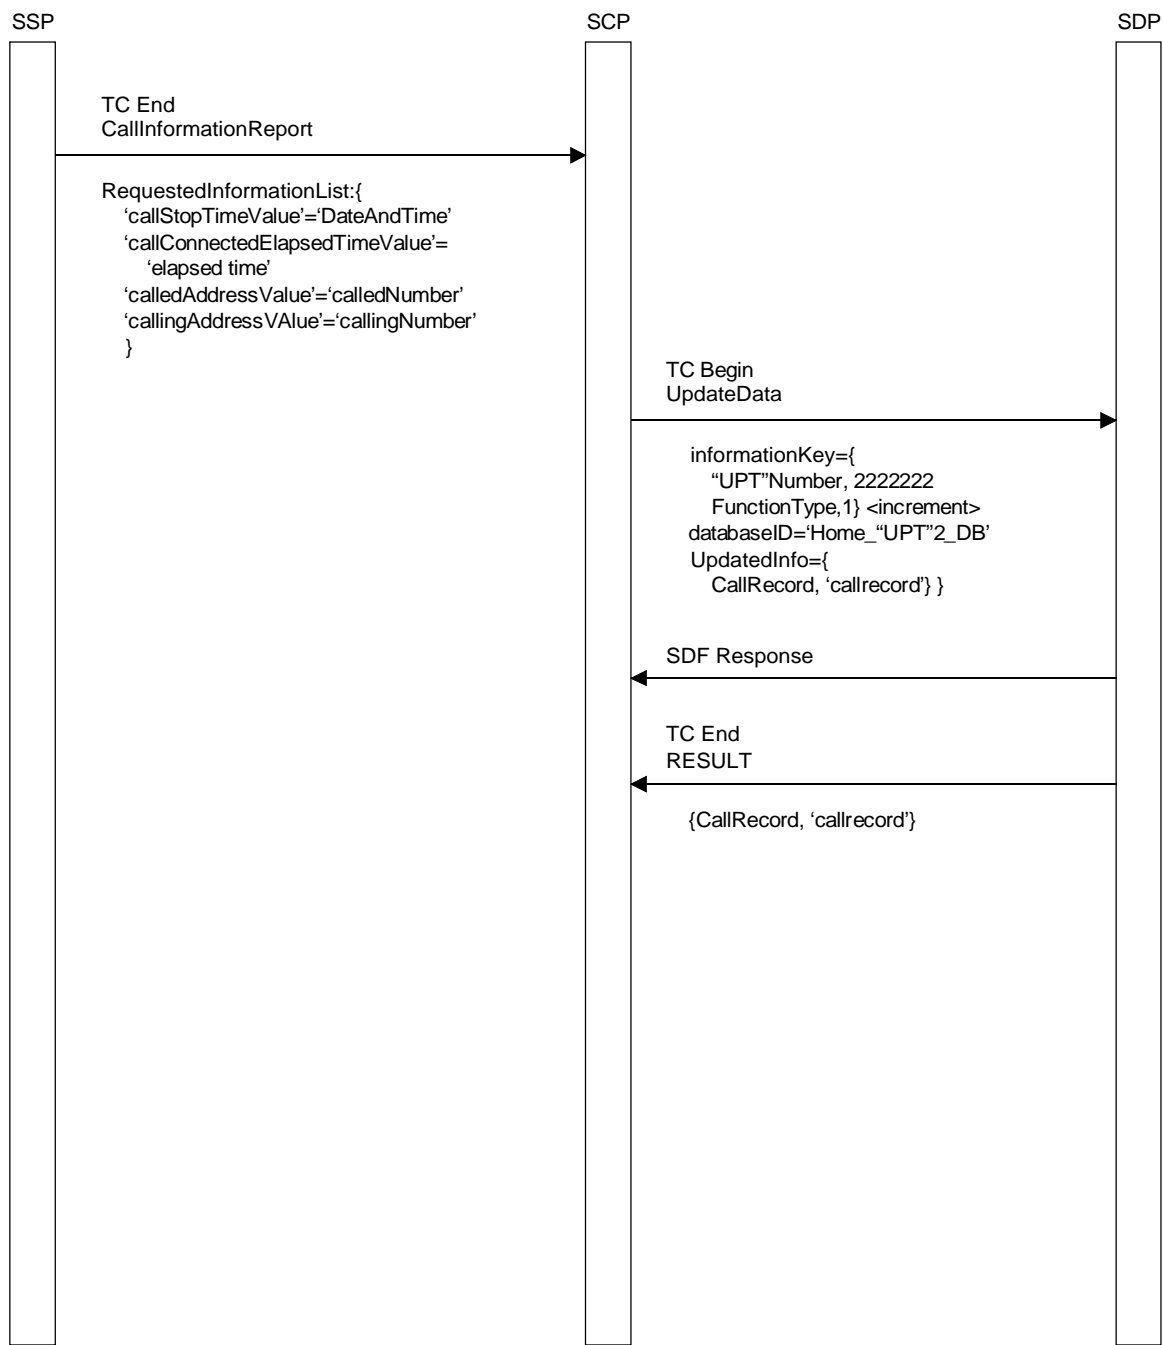 SSP
SCP
SDP
TC End
CallInformationReport
RequestedInformationList:{
‘callStopTimeValue’=‘DateAndTime’
‘callConnectedElapsedTimeValue’=
‘elapsed time’
‘calledAddressValue’=‘calledNumber’
‘callingAddressVAlue’=‘callingNumber’
}
TC Begin
UpdateData
informationKey={
“UPT”Number, 2222222
FunctionType,1} <increment>
databaseID=‘Home_“UPT”2_DB’
UpdatedInfo={
CallRecord, ‘callrecord’} }
SDF Response
TC End
RESULT
{CallRecord, ‘callrecord’}